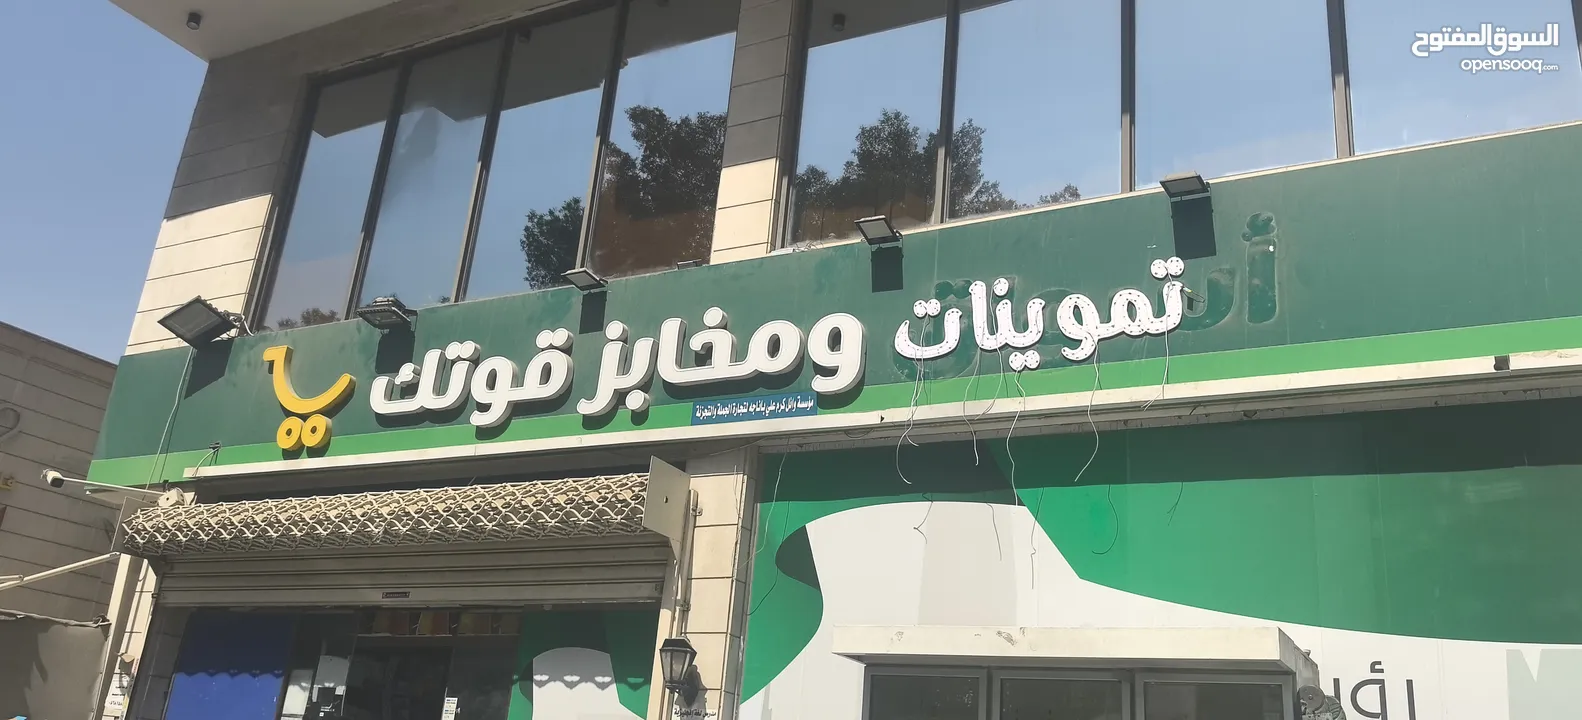 السوق المفتوح
opensooq.com
تموينات ومخابز قوتك